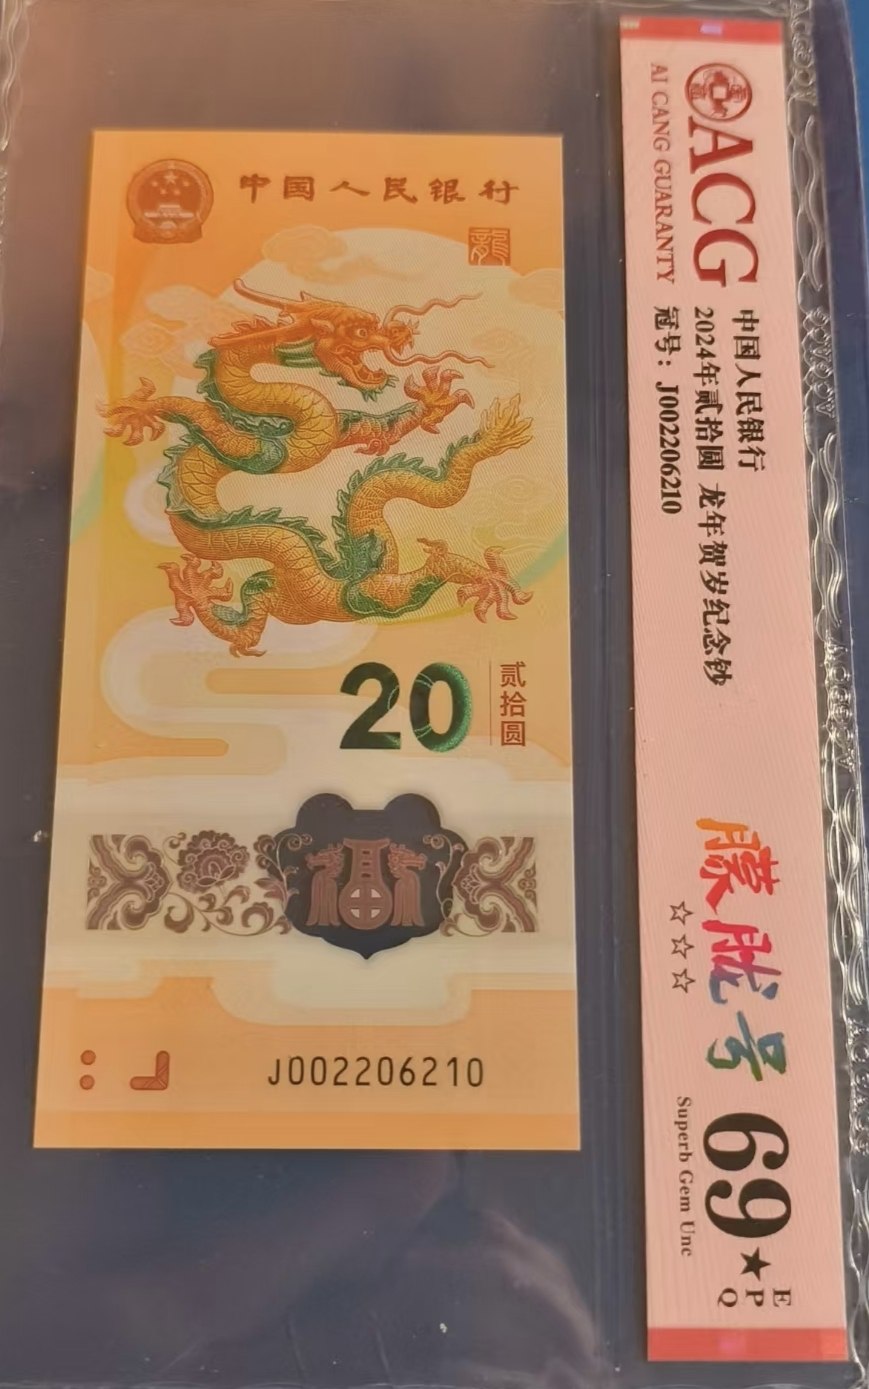 中国人民银行
龍
20
贰拾圆
福
J002206210
ACG
AI CANG GUARANTY
中国人民银行
2024年贰拾圆 龙年贺岁纪念钞
冠号：J002206210
朦胧号
☆☆☆
69★
EPQ
Superb Gem Unc